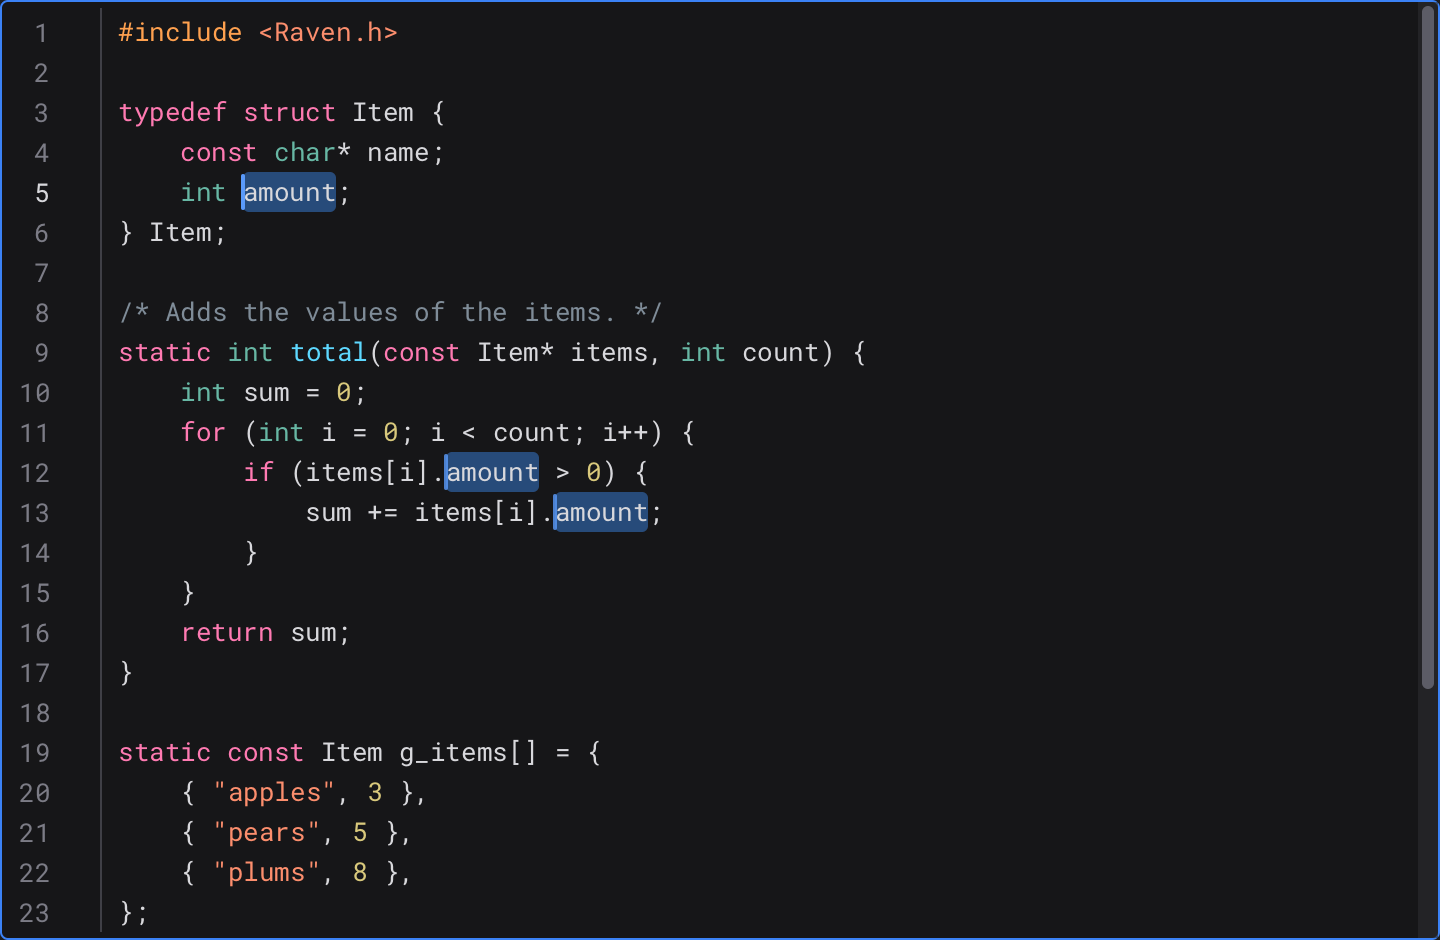 1 #include <Raven.h>
2
3 typedef struct Item {
4     const char* name;
5     int amount;
6 } Item;
7
8 /* Adds the values of the items. */
9 static int total(const Item* items, int count) {
10     int sum = 0;
11     for (int i = 0; i < count; i++) {
12         if (items[i].amount > 0) {
13             sum += items[i].amount;
14         }
15     }
16     return sum;
17 }
18
19 static const Item g_items[] = {
20     { "apples", 3 },
21     { "pears", 5 },
22     { "plums", 8 },
23 };